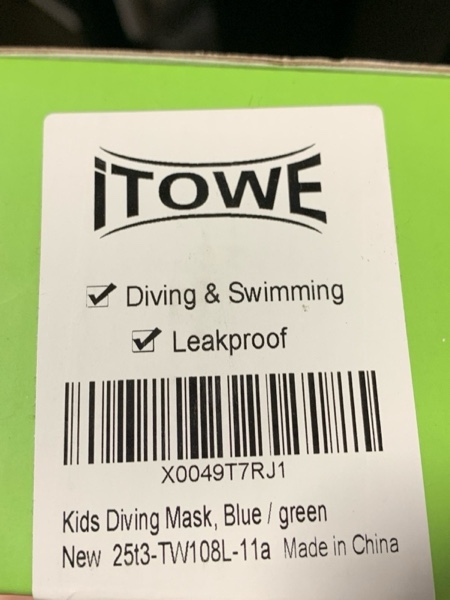 iTOWE
Diving & Swimming
Leakproof
X0049T7RJ1
Kids Diving Mask, Blue / green
New 25t3-TW108L-11a Made in China